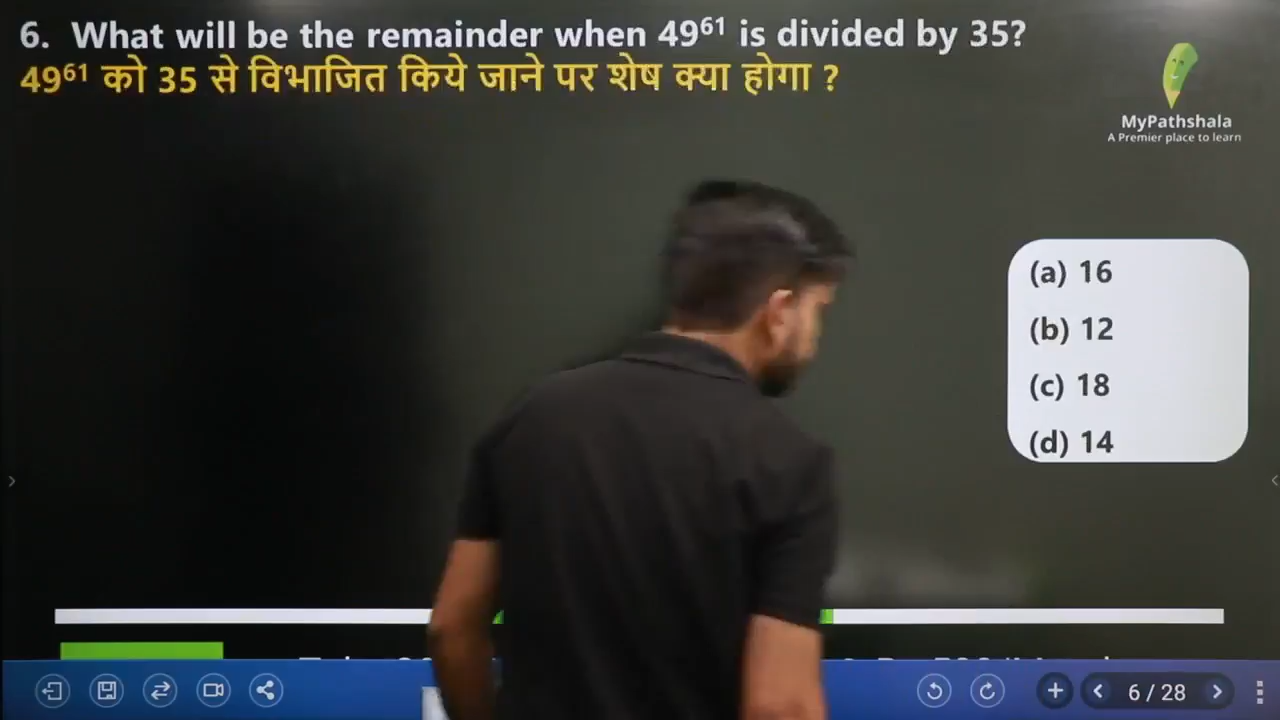 6. What will be the remainder when 49⁶¹ is divided by 35?
49⁶¹ को 35 से विभाजित किये जाने पर शेष क्या होगा ?
MyPathshala
A Premier place to learn
(a) 16
(b) 12
(c) 18
(d) 14
6 / 28